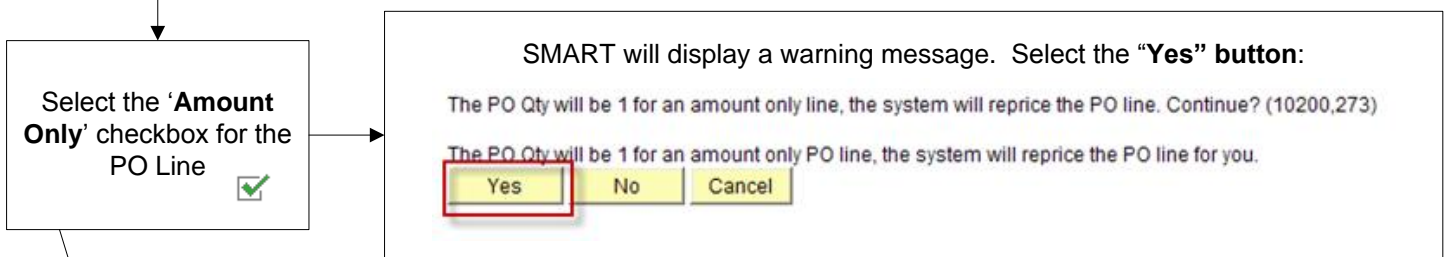 Select the ‘Amount
Only’ checkbox for the
PO Line
SMART will display a warning message.  Select the “Yes” button:
The PO Qty will be 1 for an amount only line, the system will reprice the PO line. Continue? (10200,273)
The PO Qty will be 1 for an amount only PO line, the system will reprice the PO line for you.
Yes No Cancel